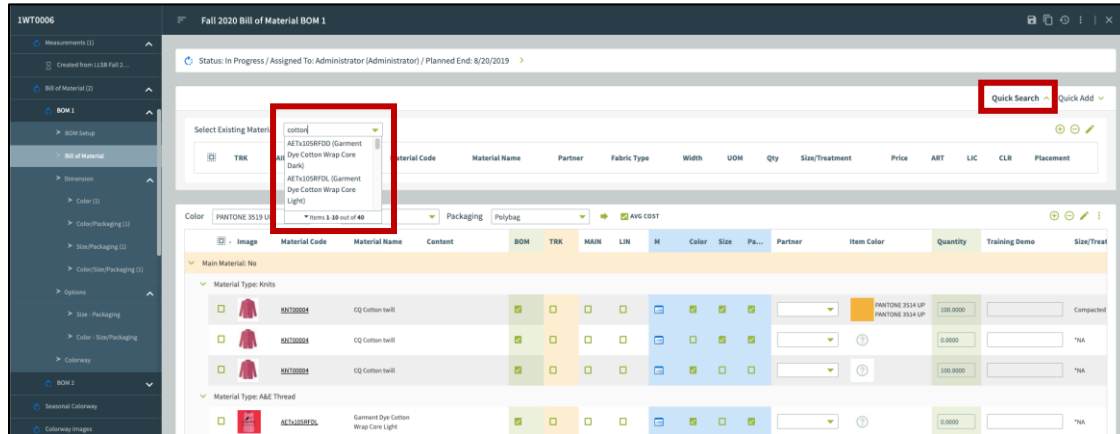 1WT0006
Fall 2020 Bill of Material BOM 1
Measurements (1)
Created from LLSB Fall 2...
Bill of Material (2)
BOM 1
BOM Setup
Bill of Material
Dimension
Color (1)
Color/Packaging (1)
Size/Packaging (1)
Color/Size/Packaging (1)
Options
Size - Packaging
Color - Size/Packaging
Colorway
BOM 2
Seasonal Colorway
Colorway Images
Status: In Progress / Assigned To: Administrator (Administrator) / Planned End: 8/20/2019
Quick Search Quick Add
Select Existing Materi cotton
AETx105RFDD (Garment
Dye Cotton Wrap Core
Dark)
AETx105RFDL (Garment
Dye Cotton Wrap Core
Light)
Items 1-10 out of 40
TRK Material Code Material Name Partner Fabric Type Width UOM Qty Size/Treatment Price ART LIC CLR Placement
Color PANTONE 3519 U Packaging Polybag AVG COST
Image Material Code Material Name Content BOM TRK MAIN LIN M Color Size Pa... Partner Item Color Quantity Training Demo Size/Treat
Main Material: No
Material Type: Knits
KNT00004 CQ Cotton twill PANTONE 3514 UP
PANTONE 3514 UP 100.0000 Compacted
KNT00004 CQ Cotton twill 0.0000 *NA
KNT00004 CQ Cotton twill 100.0000 *NA
Material Type: A&E Thread
AETx105RFDL Garment Dye Cotton
Wrap Core Light 0.0000 *NA